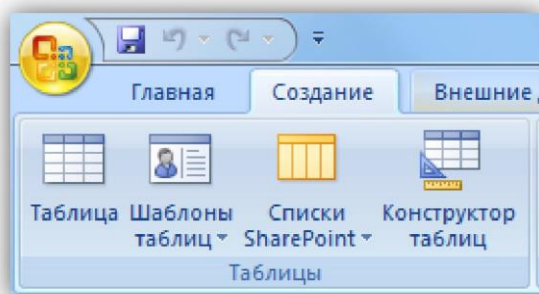 Главная Создание Внешние
Таблица Шаблоны таблиц Списки SharePoint Конструктор таблиц
Таблицы